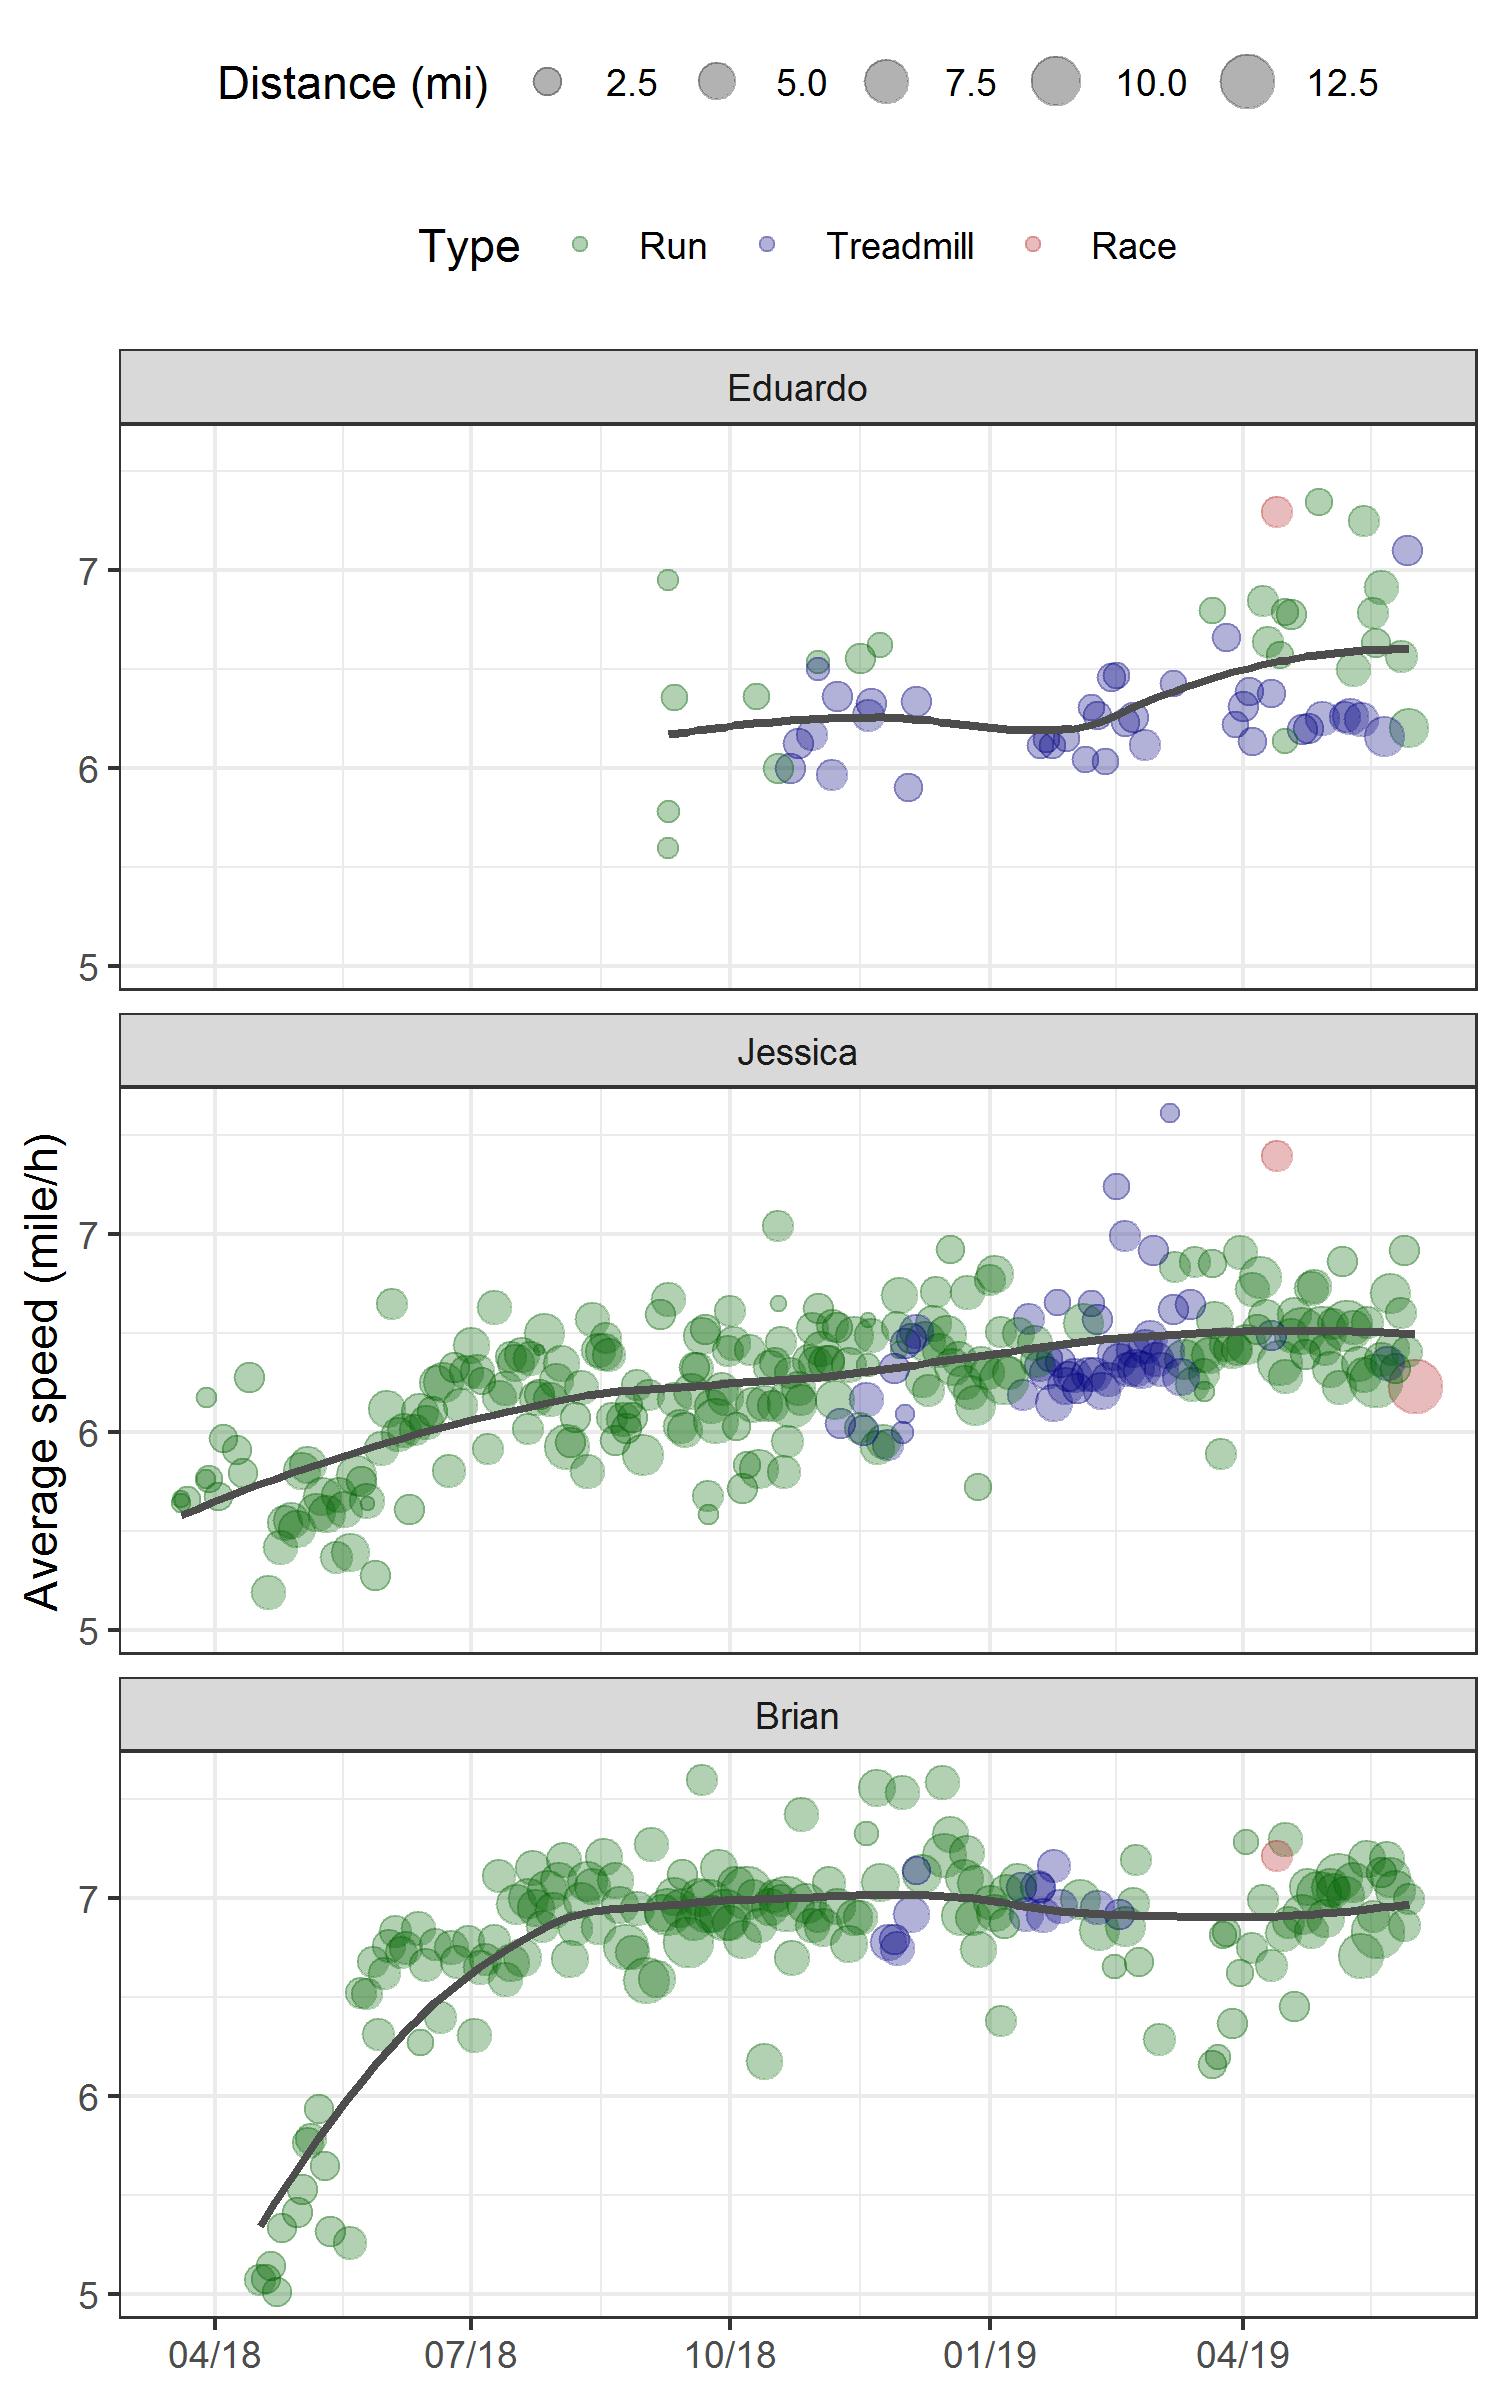 Distance (mi) 2.5 5.0 7.5 10.0 12.5
Type Run Treadmill Race
Eduardo
7
6
5
Jessica
Average speed (mile/h)
7
6
5
Brian
7
6
5
04/18 07/18 10/18 01/19 04/19